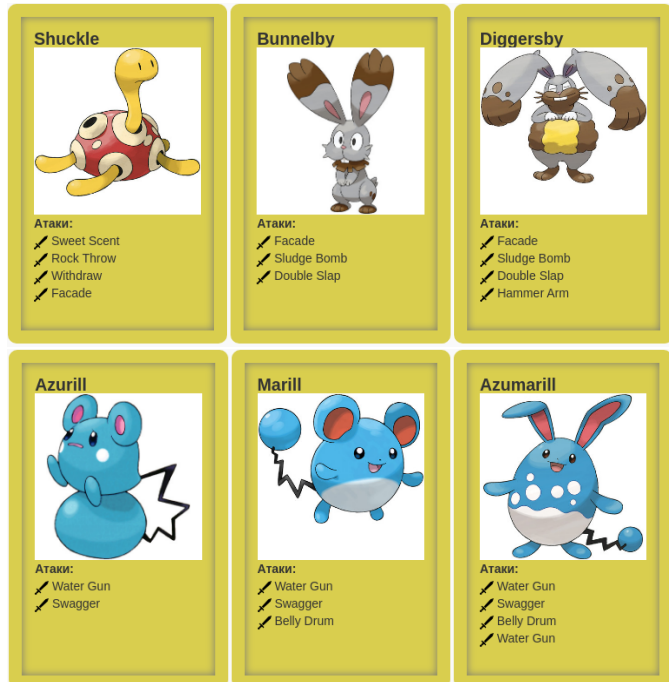 Shuckle
Атаки:
Sweet Scent
Rock Throw
Withdraw
Facade
Bunnelby
Атаки:
Facade
Sludge Bomb
Double Slap
Diggersby
Атаки:
Facade
Sludge Bomb
Double Slap
Hammer Arm
Azurill
Атаки:
Water Gun
Swagger
Marill
Атаки:
Water Gun
Swagger
Belly Drum
Azumarill
Атаки:
Water Gun
Swagger
Belly Drum
Water Gun